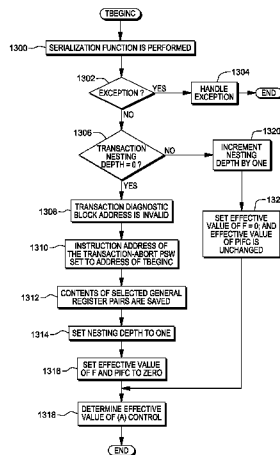 TBEGINC
1300
SERIALIZATION FUNCTION IS PERFORMED
1302
EXCEPTION ?
YES
1304
HANDLE
EXCEPTION
END
NO
1306
TRANSACTION
NESTING
DEPTH = 0 ?
NO
1320
INCREMENT
NESTING
DEPTH BY ONE
YES
1308
TRANSACTION DIAGNOSTIC
BLOCK ADDRESS IS INVALID
132
SET EFFECTIVE
VALUE OF F = 0; AND
EFFECTIVE VALUE
OF PIFC IS
UNCHANGED
1310
INSTRUCTION ADDRESS OF
THE TRANSACTION-ABORT PSW
SET TO ADDRESS OF TBEGINC
1312
CONTENTS OF SELECTED GENERAL
REGISTER PAIRS ARE SAVED
1314
SET NESTING DEPTH TO ONE
1316
SET EFFECTIVE VALUE
OF F AND PIFC TO ZERO
1318
DETERMINE EFFECTIVE
VALUE OF (A) CONTROL
END